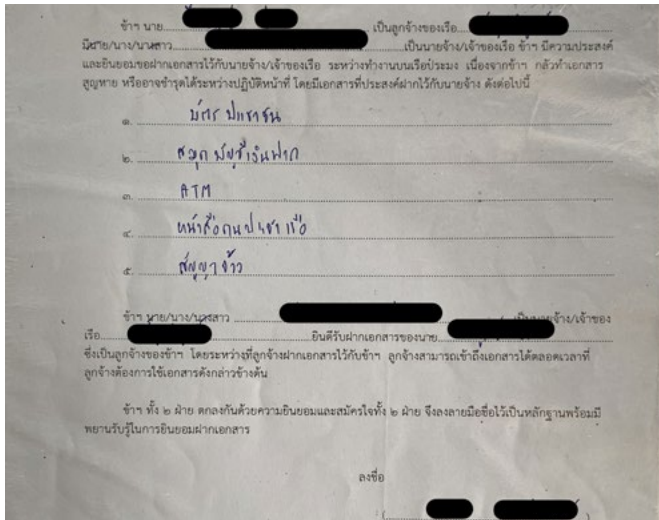 ข้าฯ นาย เป็นลูกจ้างของเรือ
มีนาย/นาง/นางสาว เป็นนายจ้าง/เจ้าของเรือ ข้าฯ มีความประสงค์
และยินยอมขอฝากเอกสารไว้กับนายจ้าง/เจ้าของเรือ ระหว่างทำงานบนเรือประมง เนื่องจากข้าฯ กลัวทำเอกสาร
สูญหาย หรืออาจชำรุดได้ระหว่างปฏิบัติหน้าที่ โดยมีเอกสารที่ประสงค์ฝากไว้กับนายจ้าง ดังต่อไปนี้
๑. บัตร ประชาชน
๒. สมุดบัญชีเงินฝาก
๓. ATM
๔. หนังสือคนประจำเรือ
๕. สัญญาจ้าง
ข้าฯ นาย/นาง/นางสาว เป็นนายจ้าง/เจ้าของ
เรือ ยินดีรับฝากเอกสารของนาย
ซึ่งเป็นลูกจ้างของข้าฯ โดยระหว่างที่ลูกจ้างฝากเอกสารไว้กับข้าฯ ลูกจ้างสามารถเข้าถึงเอกสารได้ตลอดเวลาที่
ลูกจ้างต้องการใช้เอกสารดังกล่าวข้างต้น
ข้าฯ ทั้ง ๒ ฝ่าย ตกลงกันด้วยความยินยอมและสมัครใจทั้ง ๒ ฝ่าย จึงลงลายมือชื่อไว้เป็นหลักฐานพร้อมมี
พยานรับรู้ในการยินยอมฝากเอกสาร
ลงชื่อ